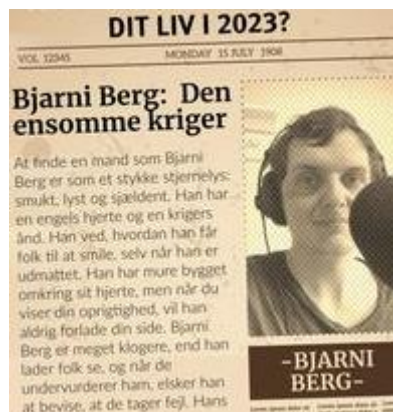 DIT LIV I 2023?
VOL 12345 MONDAY 15 JULY 1908
Bjarni Berg: Den
ensomme kriger
At finde en mand som Bjarni
Berg er som et stykke stjernelys:
smukt, lyst og sjældent. Han har
en engels hjerte og en krigers
ånd. Han ved, hvordan han får
folk til at smile, selv når han er
udmattet. Han har mure bygget
omkring sit hjerte, men når du
viser din oprigtighed, vil han
aldrig forlade din side. Bjarni
Berg er meget klogere, end han
lader folk se, og når de
undervurderer ham, elsker han
at bevise, at de tager fejl. Hans
-BJARNI
BERG-